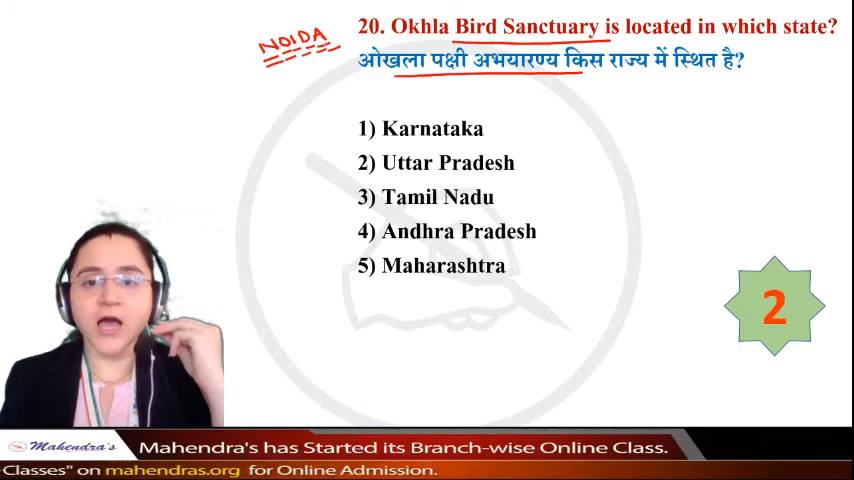 NOIDA
20. Okhla Bird Sanctuary is located in which state?
ओखला पक्षी अभयारण्य किस राज्य में स्थित है?
1) Karnataka
2) Uttar Pradesh
3) Tamil Nadu
4) Andhra Pradesh
5) Maharashtra
2
Mahendra's
Mahendra's has Started its Branch-wise Online Class.
-Classes" on mahendras.org for Online Admission.